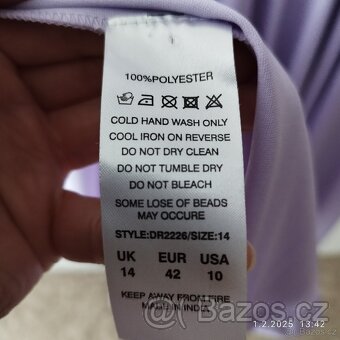 100%POLYESTER
COLD HAND WASH ONLY
COOL IRON ON REVERSE
DO NOT DRY CLEAN
DO NOT TUMBLE DRY
DO NOT BLEACH
SOME LOSE OF BEADS
MAY OCCURE
STYLE:DR2226/SIZE:14
UK EUR USA
14 42 10
KEEP AWAY FROM FIRE
MADE IN INDIA
Bazos.cz
1.2.2025 13:42